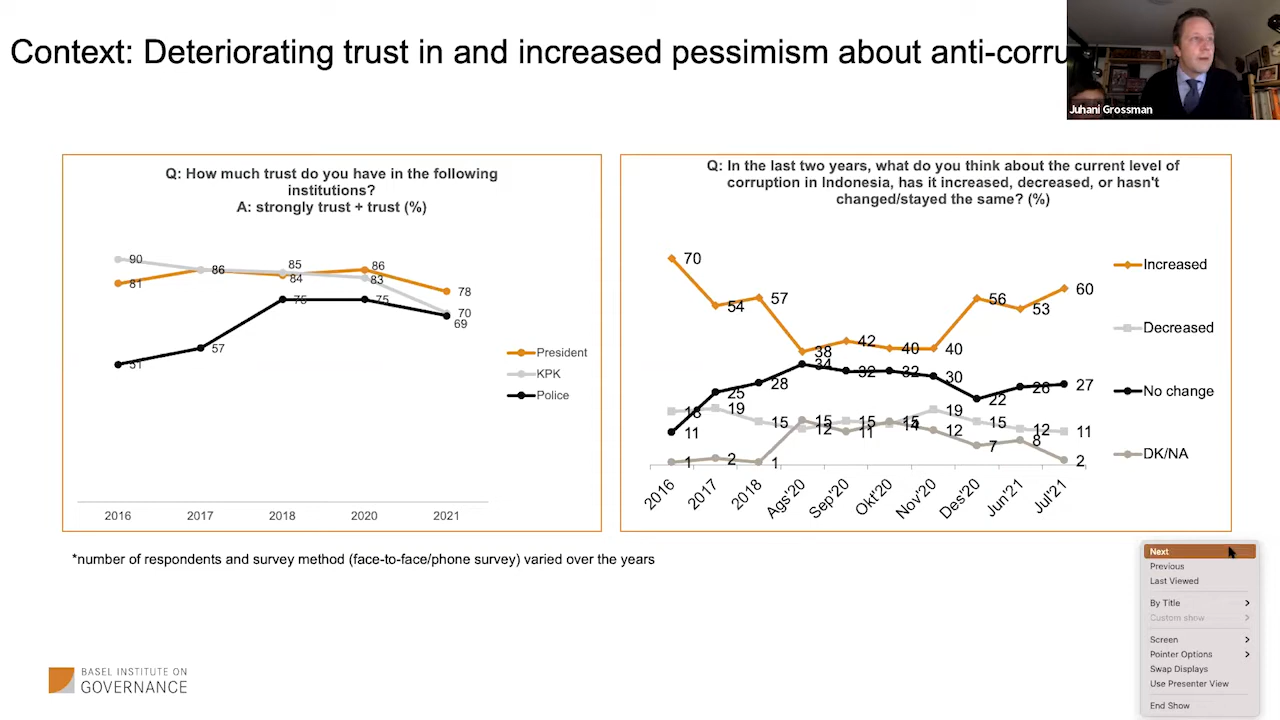 Context: Deteriorating trust in and increased pessimism about anti-corru
Juhani Grossman
Q: How much trust do you have in the following
institutions?
A: strongly trust + trust (%)
90
86
85
86
81
84
83
78
75
75
70
69
51
57
President
KPK
Police
2016 2017 2018 2020 2021
Q: In the last two years, what do you think about the current level of
corruption in Indonesia, has it increased, decreased, or hasn't
changed/stayed the same? (%)
70
54
57
38
42
40
40
56
53
60
11
25
28
34
32
32
30
22
26
27
18
19
15
12
15
14
19
15
12
11
1
2
1
15
11
15
12
7
8
2
Increased
Decreased
No change
DK/NA
2016 2017 2018 Ags'20 Sep'20 Okt'20 Nov'20 Des'20 Jun'21 Jul'21
*number of respondents and survey method (face-to-face/phone survey) varied over the years
Next
Previous
Last Viewed
By Title
Custom show
Screen
Pointer Options
Swap Displays
Use Presenter View
End Show
BASEL INSTITUTE ON
GOVERNANCE